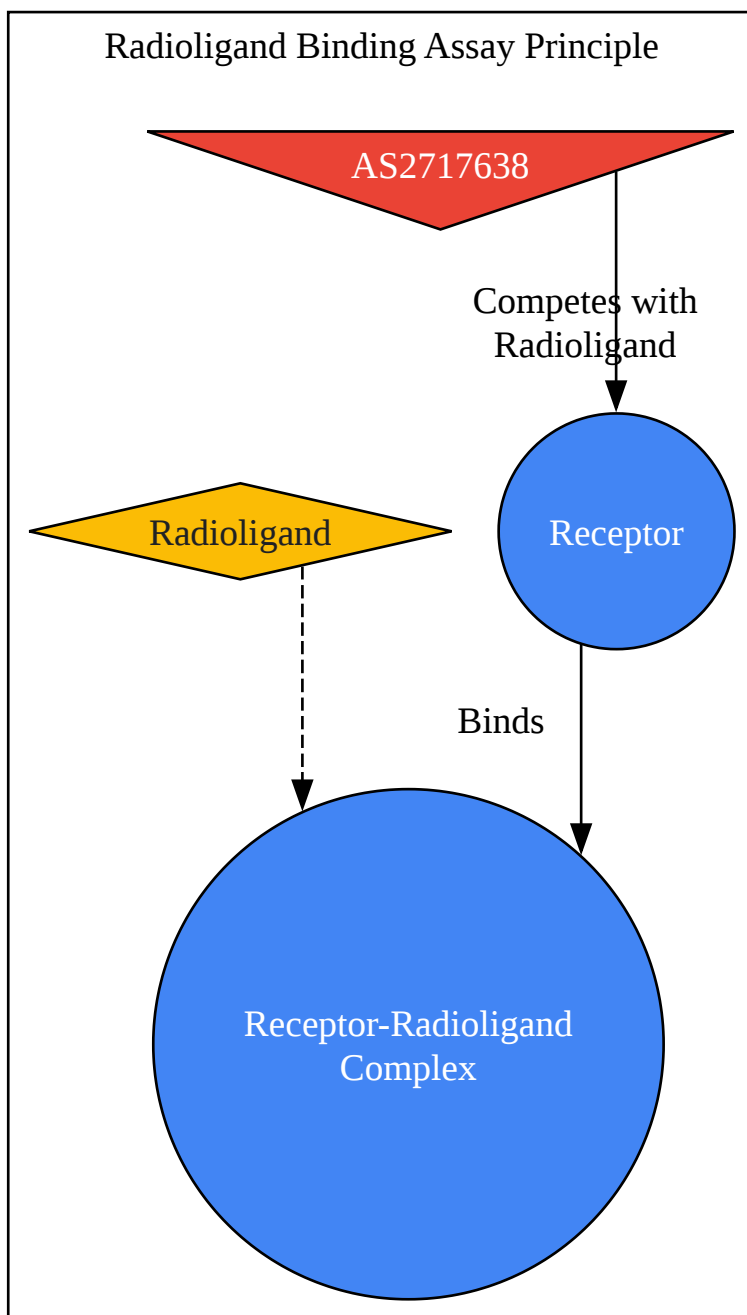 Radioligand Binding Assay Principle
AS2717638
Competes with
Radioligand
Radioligand
Receptor
Binds
Receptor-Radioligand
Complex